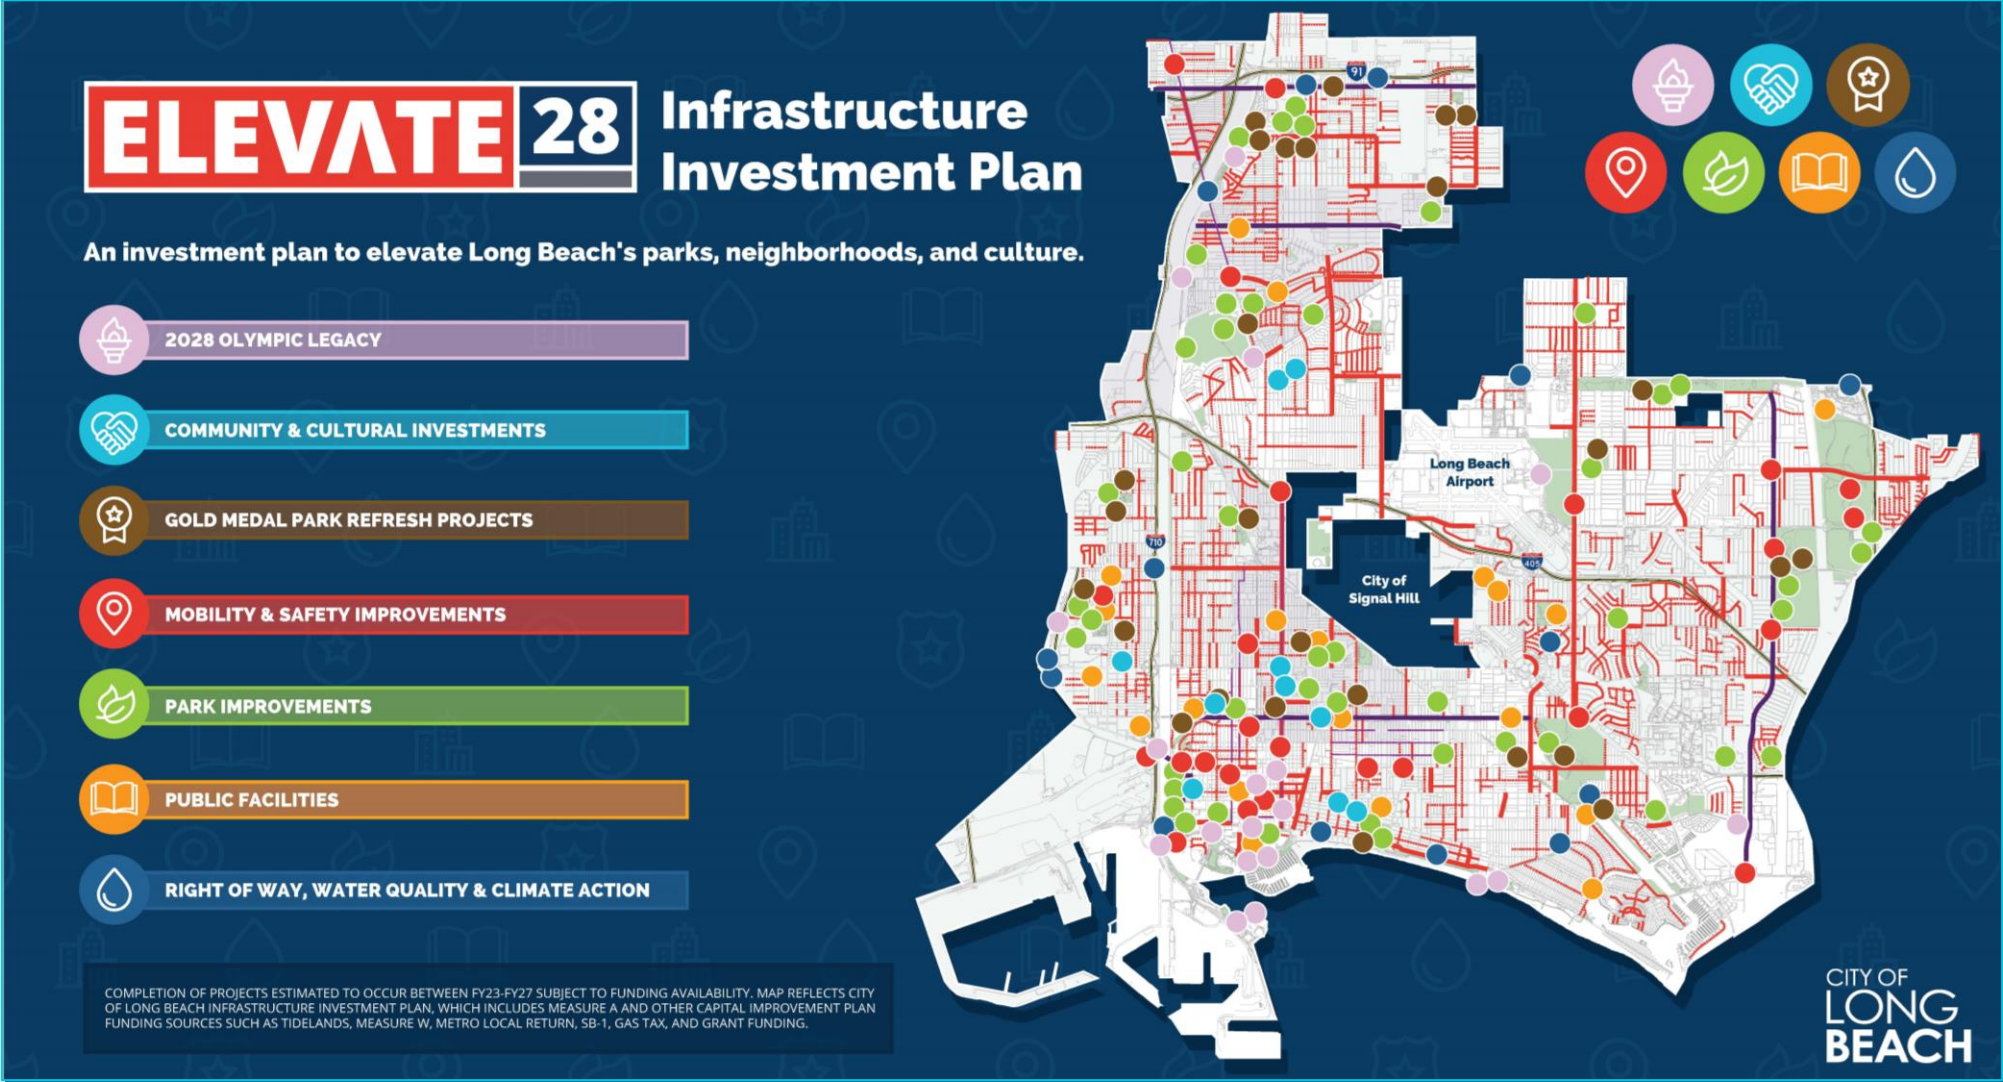 ELEVATE 28
Infrastructure
Investment Plan
An investment plan to elevate Long Beach's parks, neighborhoods, and culture.
2028 OLYMPIC LEGACY
COMMUNITY & CULTURAL INVESTMENTS
GOLD MEDAL PARK REFRESH PROJECTS
MOBILITY & SAFETY IMPROVEMENTS
PARK IMPROVEMENTS
PUBLIC FACILITIES
RIGHT OF WAY, WATER QUALITY & CLIMATE ACTION
COMPLETION OF PROJECTS ESTIMATED TO OCCUR BETWEEN FY23-FY27 SUBJECT TO FUNDING AVAILABILITY. MAP REFLECTS CITY
OF LONG BEACH INFRASTRUCTURE INVESTMENT PLAN, WHICH INCLUDES MEASURE A AND OTHER CAPITAL IMPROVEMENT PLAN
FUNDING SOURCES SUCH AS TIDELANDS, MEASURE W, METRO LOCAL RETURN, SB-1, GAS TAX, AND GRANT FUNDING.
91
Long Beach
Airport
710
405
City of
Signal Hill
CITY OF
LONG
BEACH